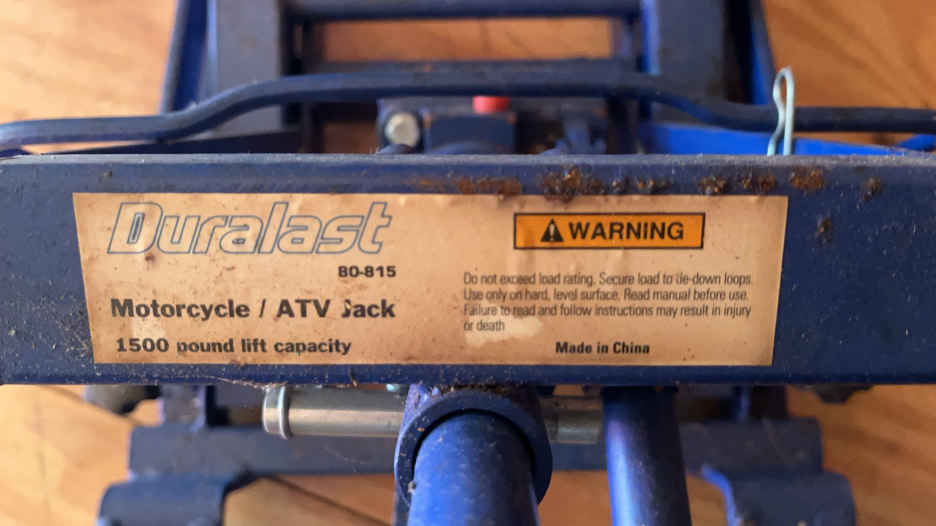 Duralast
80-815
Motorcycle / ATV Jack
1500 pound lift capacity
WARNING
Do not exceed load rating. Secure load to tie-down loops.
Use only on hard, level surface. Read manual before use.
Failure to read and follow instructions may result in injury
or death
Made in China